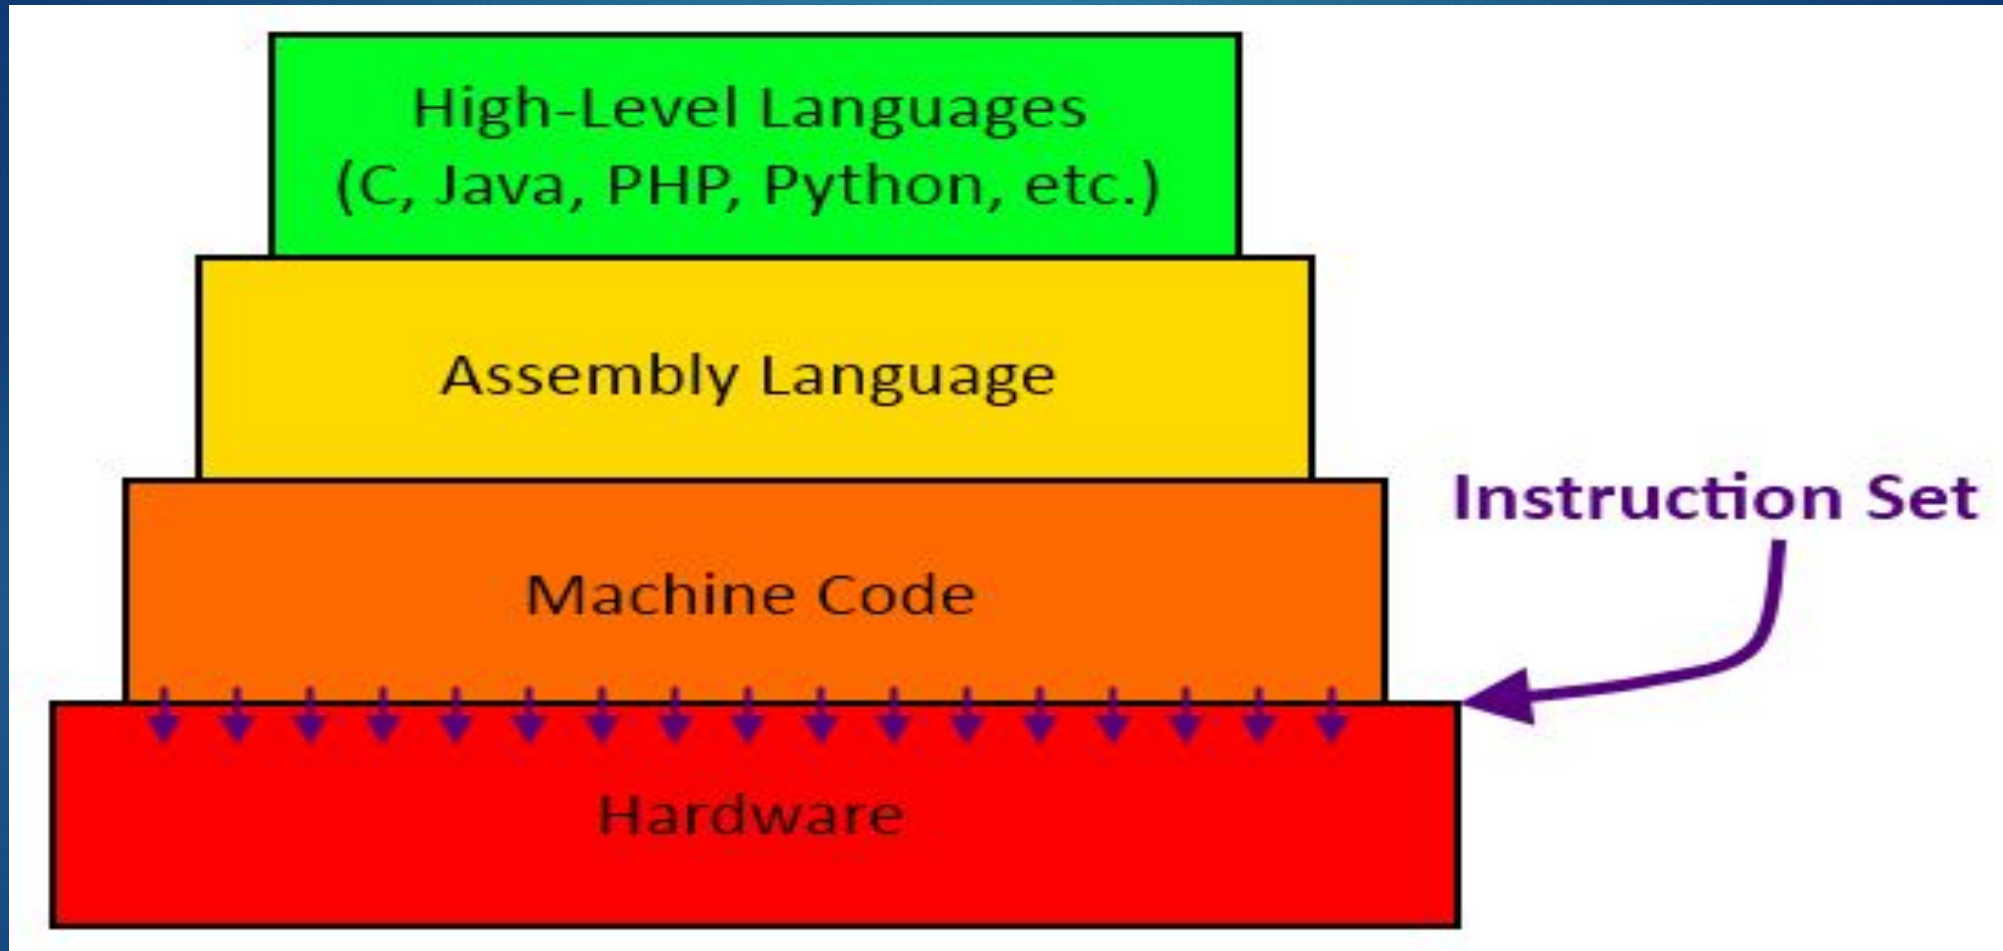 High-Level Languages
(C, Java, PHP, Python, etc.)
Assembly Language
Instruction Set
Machine Code
Hardware